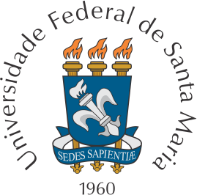 Universidade Federal de Santa Maria
SEDES SAPIENTIÆ
1960